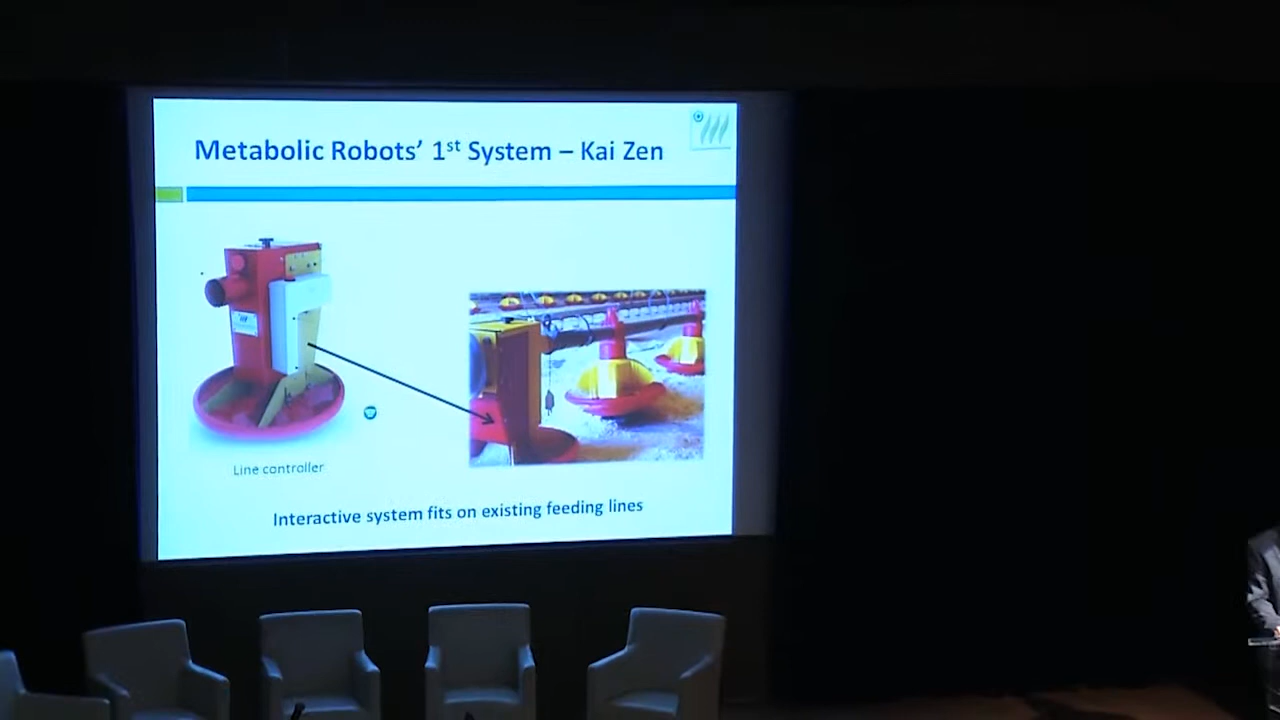 Metabolic Robots’ 1st System – Kai Zen
Line controller
Interactive system fits on existing feeding lines